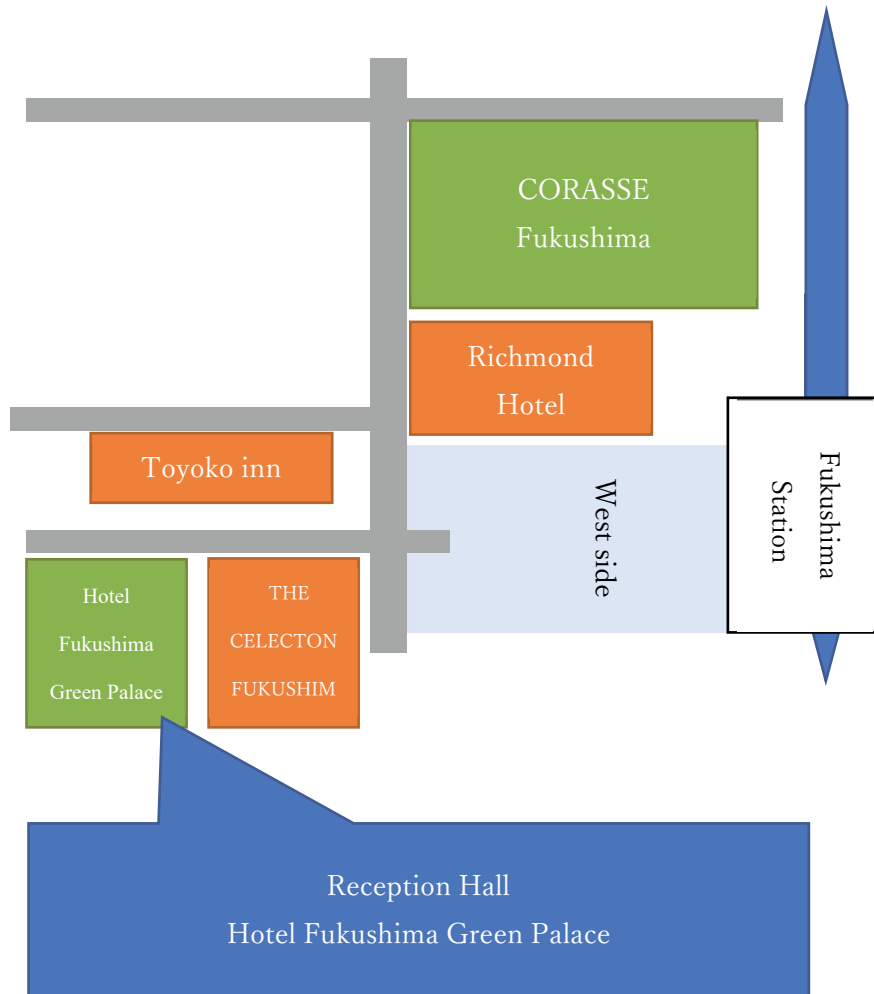 CORASSE
Fukushima
Richmond
Hotel
Toyoko inn
West side
Fukushima
Station
Hotel
Fukushima
Green Palace
THE
CELECTON
FUKUSHIM
Reception Hall
Hotel Fukushima Green Palace